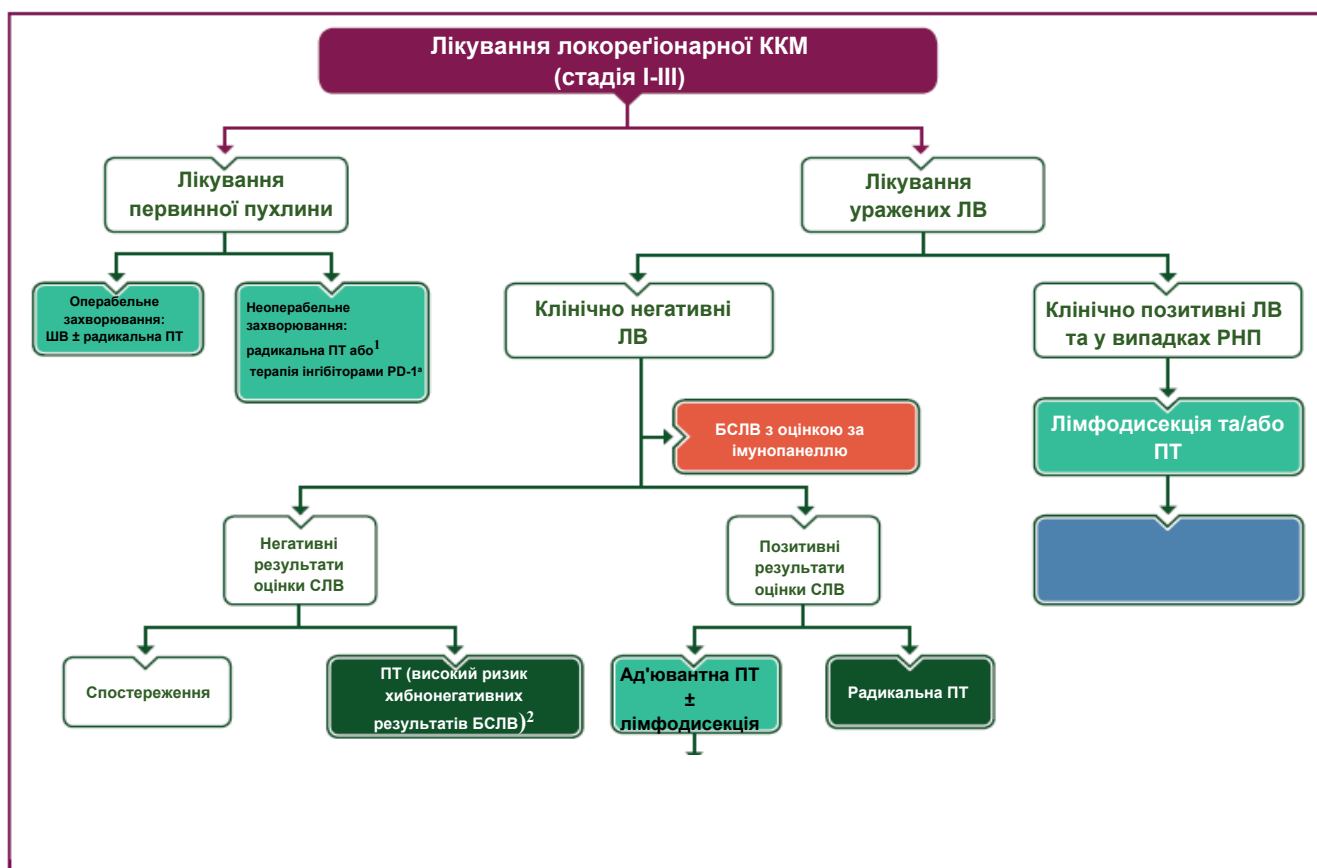 Лікування локорегіонарної ККМ
(стадія I-III)
Лікування
первинної пухлини
Лікування
уражених ЛВ
Операбельне
захворювання:
ШВ ± радикальна ПТ
Неоперабельне
захворювання:
радикальна ПТ або1
терапія інгібіторами PD-1ª
Клінічно негативні
ЛВ
Клінічно позитивні ЛВ
та у випадках РНП
БСЛВ з оцінкою за
імунопанеллю
Лімфодисекція та/або
ПТ
Негативні
результати
оцінки СЛВ
Позитивні
результати
оцінки СЛВ
Спостереження
ПТ (високий ризик
хибнонегативних
результатів БСЛВ)2
Ад'ювантна ПТ
±
лімфодисекція
Радикальна ПТ